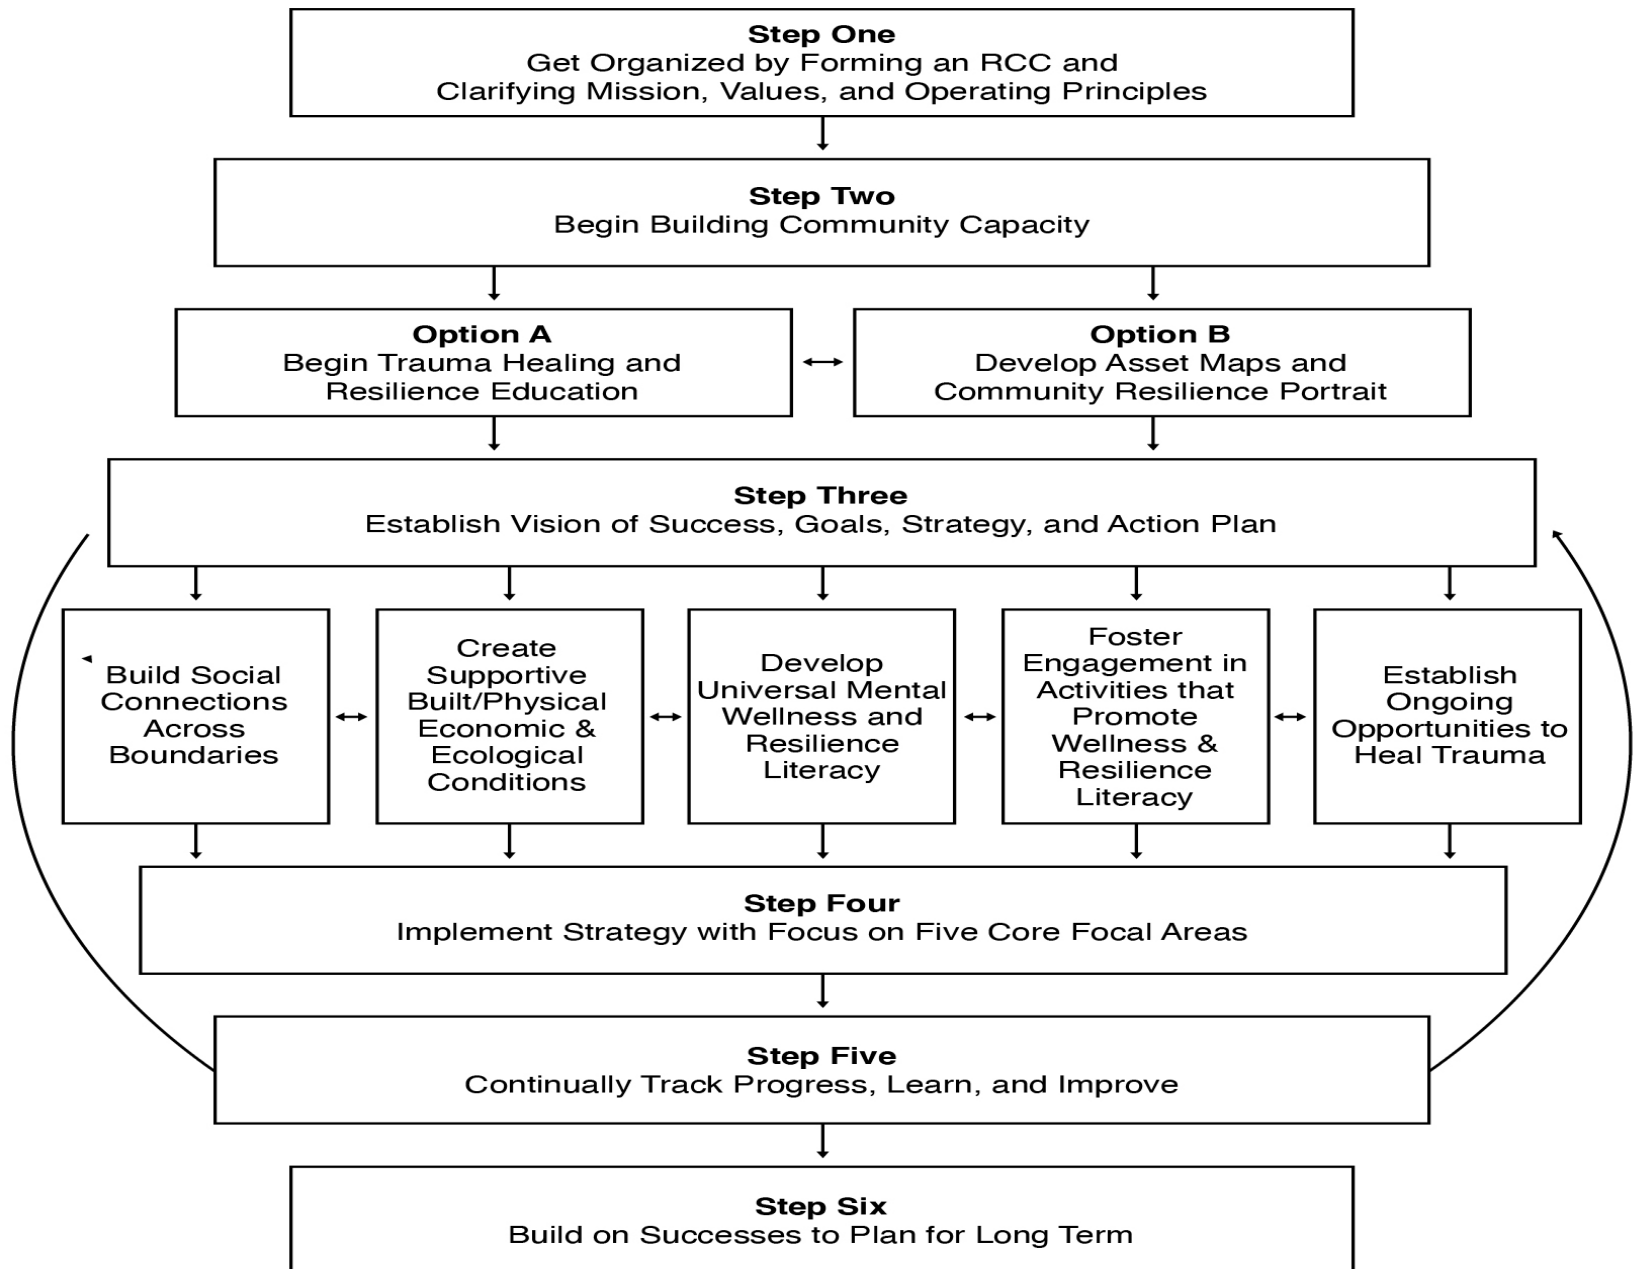 Step One
Get Organized by Forming an RCC and
Clarifying Mission, Values, and Operating Principles
Step Two
Begin Building Community Capacity
Option A
Begin Trauma Healing and
Resilience Education
Option B
Develop Asset Maps and
Community Resilience Portrait
Step Three
Establish Vision of Success, Goals, Strategy, and Action Plan
Build Social
Connections
Across
Boundaries
Create
Supportive
Built/Physical
Economic &
Ecological
Conditions
Develop
Universal Mental
Wellness and
Resilience
Literacy
Foster
Engagement in
Activities that
Promote
Wellness &
Resilience
Literacy
Establish
Ongoing
Opportunities to
Heal Trauma
Step Four
Implement Strategy with Focus on Five Core Focal Areas
Step Five
Continually Track Progress, Learn, and Improve
Step Six
Build on Successes to Plan for Long Term